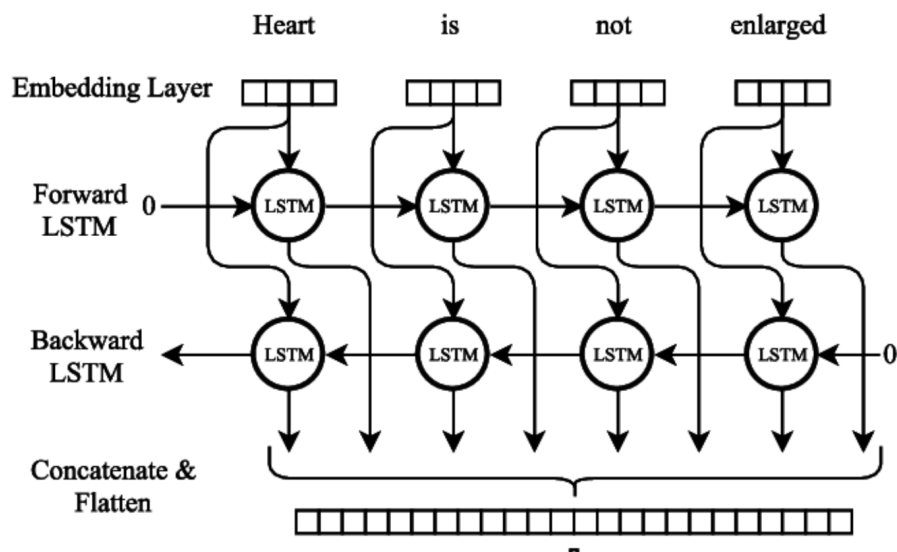 Heart is not enlarged
Embedding Layer
Forward
LSTM
0
LSTM LSTM LSTM LSTM
Backward
LSTM
LSTM LSTM LSTM LSTM
0
Concatenate &
Flatten